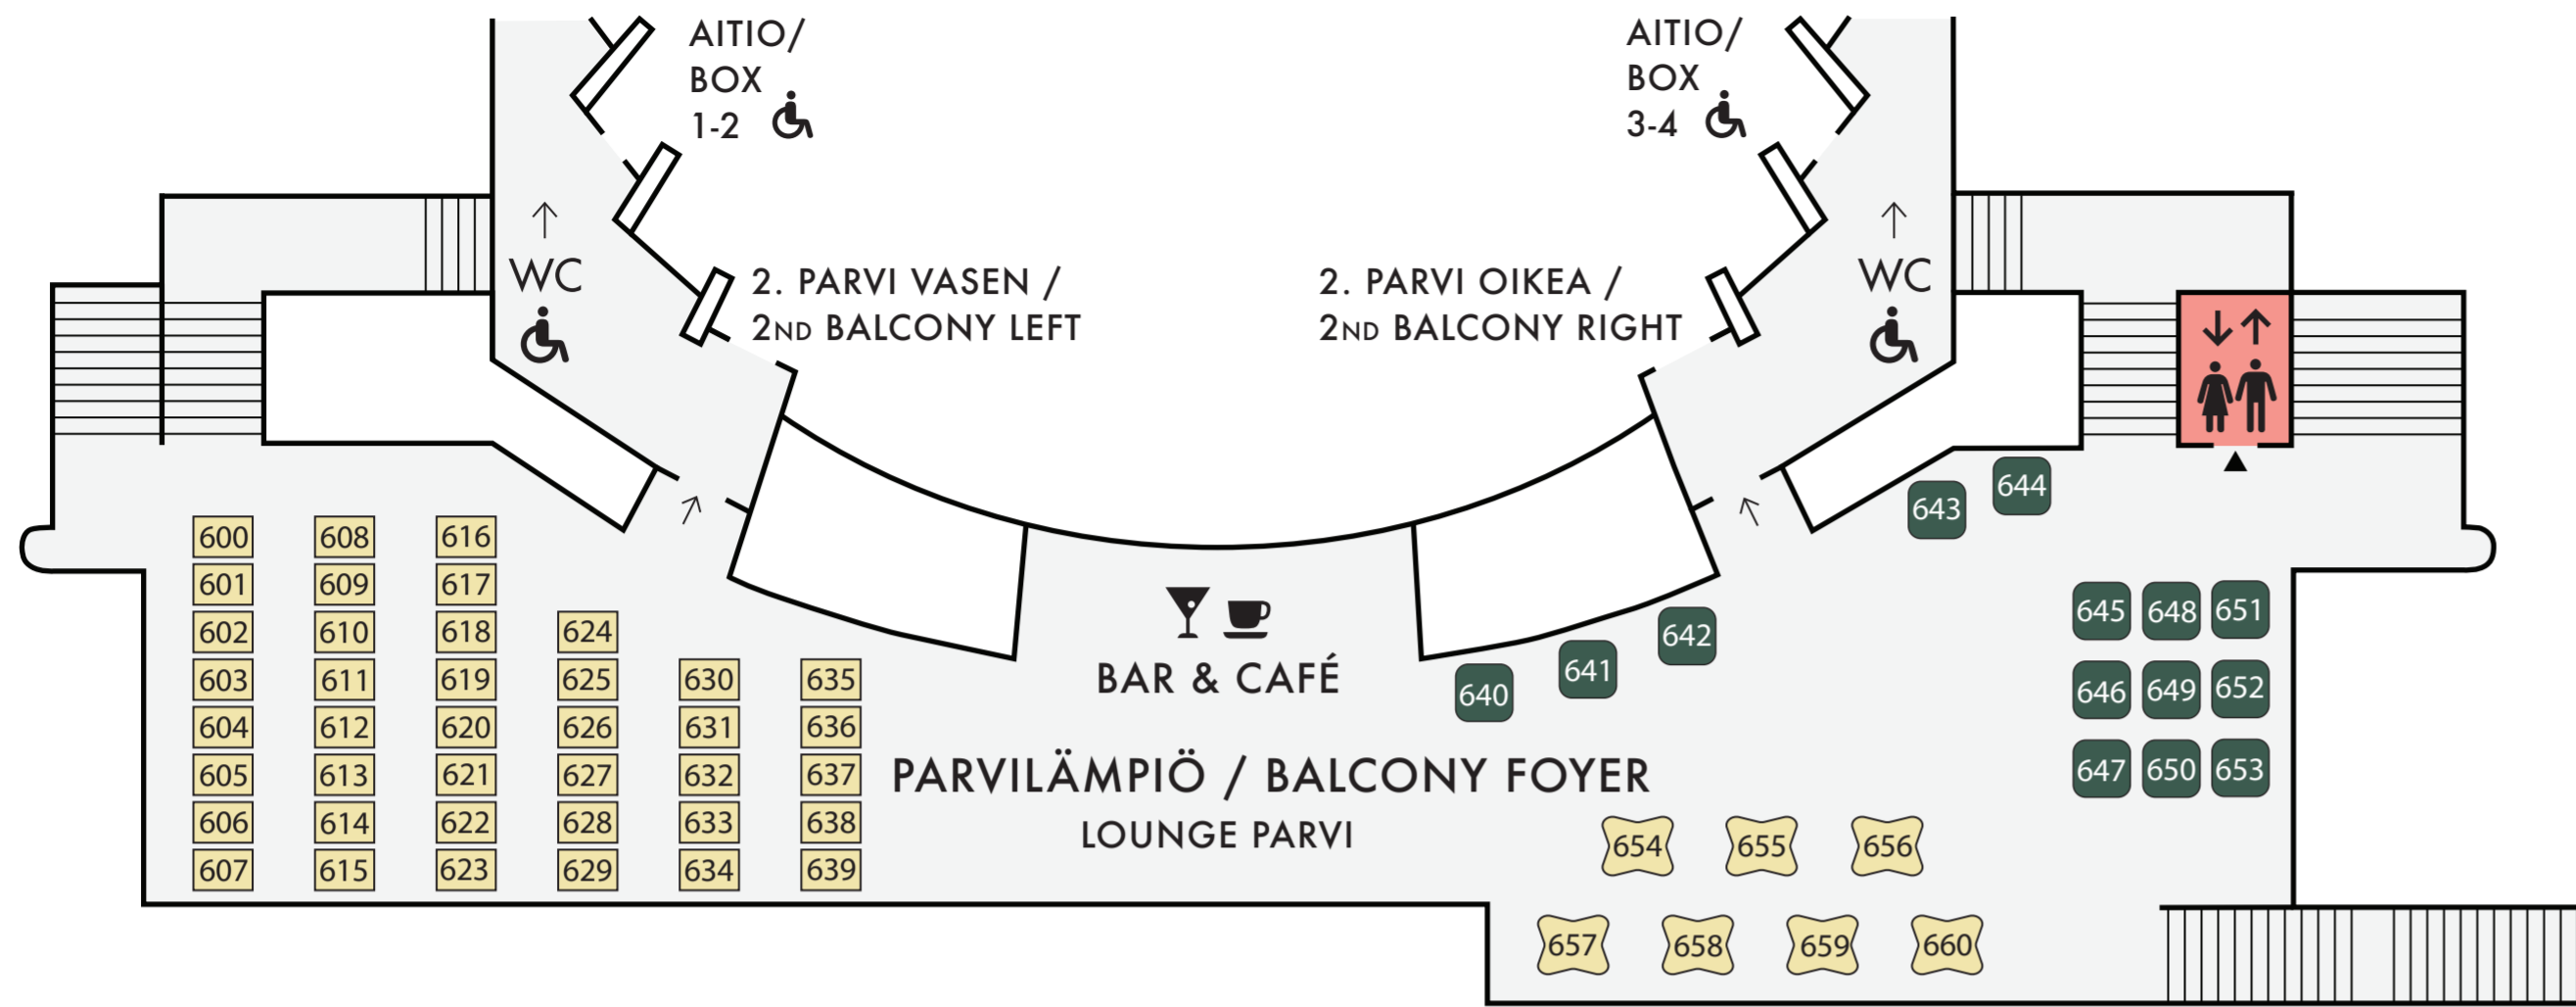 AITIO/
BOX
1-2
AITIO/
BOX
3-4
WC
2. PARVI VASEN /
2ND BALCONY LEFT
2. PARVI OIKEA /
2ND BALCONY RIGHT
WC
600 608 616
601 609 617
602 610 618 624
603 611 619 625 630 635
604 612 620 626 631 636
605 613 621 627 632 637
606 614 622 628 633 638
607 615 623 629 634 639
BAR & CAFÉ
PARVILÄMPIÖ / BALCONY FOYER
LOUNGE PARVI
640 641 642
643 644
645 648 651
646 649 652
647 650 653
654 655 656
657 658 659 660